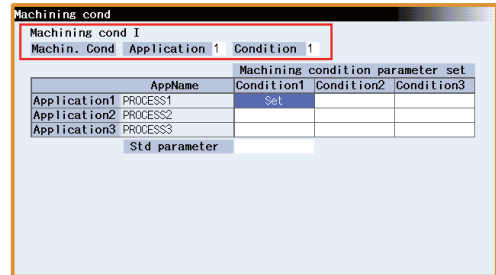 Machining cond
Machining cond I
Machin. Cond Application 1 Condition 1
Machining condition parameter set
AppName Condition1 Condition2 Condition3
Application1 PROCESS1 Set
Application2 PROCESS2
Application3 PROCESS3
Std parameter